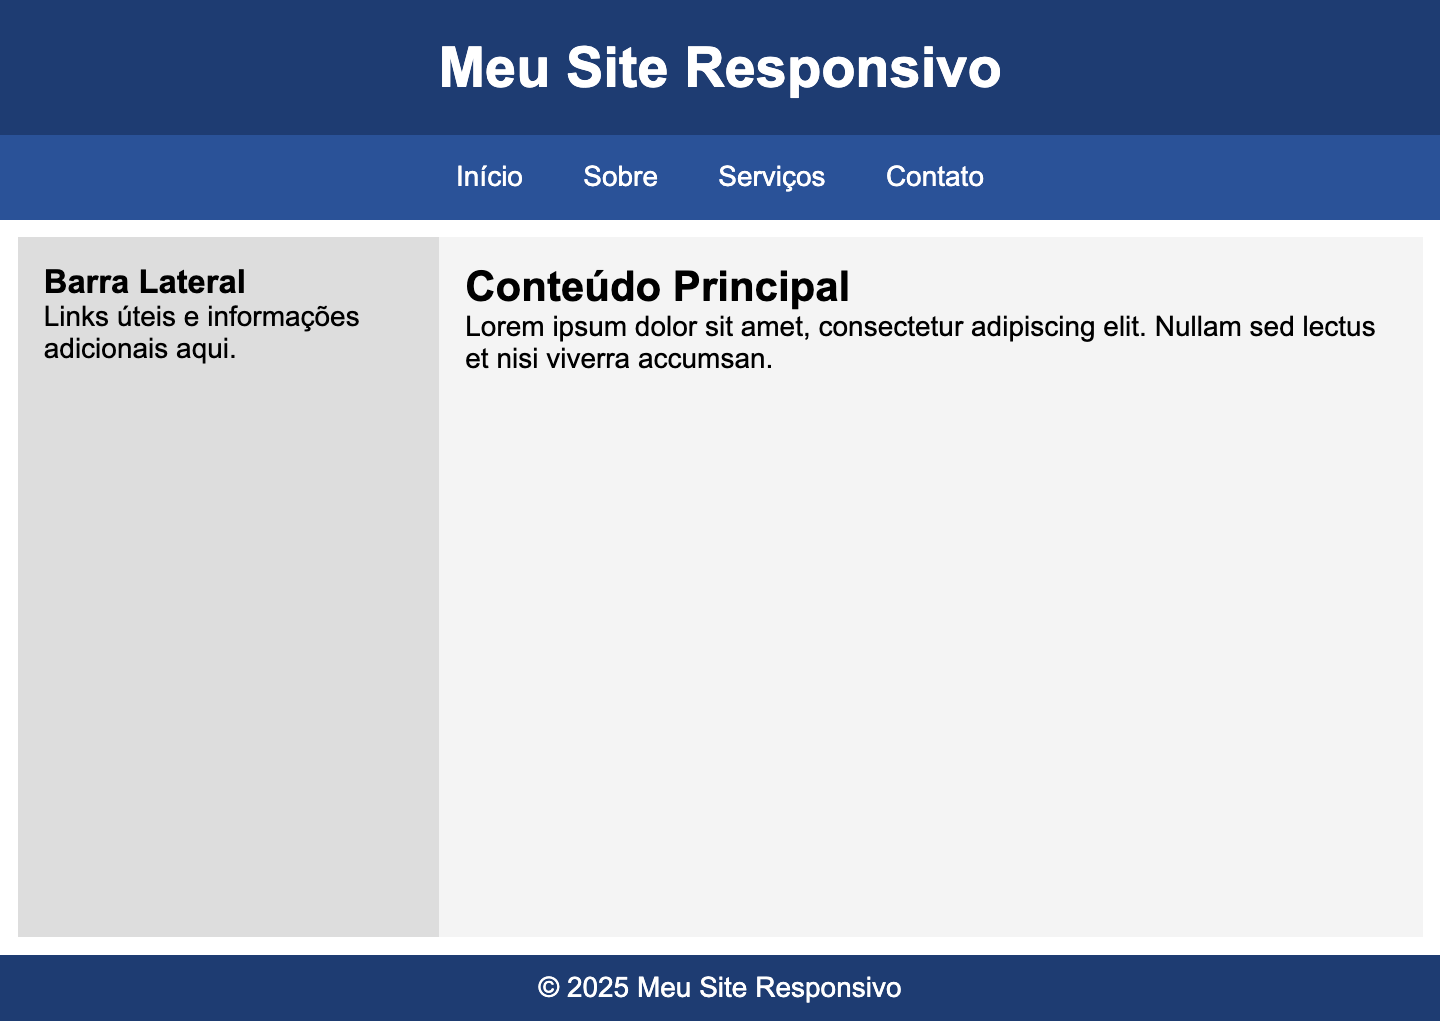 Meu Site Responsivo
Início Sobre Serviços Contato
Barra Lateral
Links úteis e informações
adicionais aqui.
Conteúdo Principal
Lorem ipsum dolor sit amet, consectetur adipiscing elit. Nullam sed lectus
et nisi viverra accumsan.
© 2025 Meu Site Responsivo